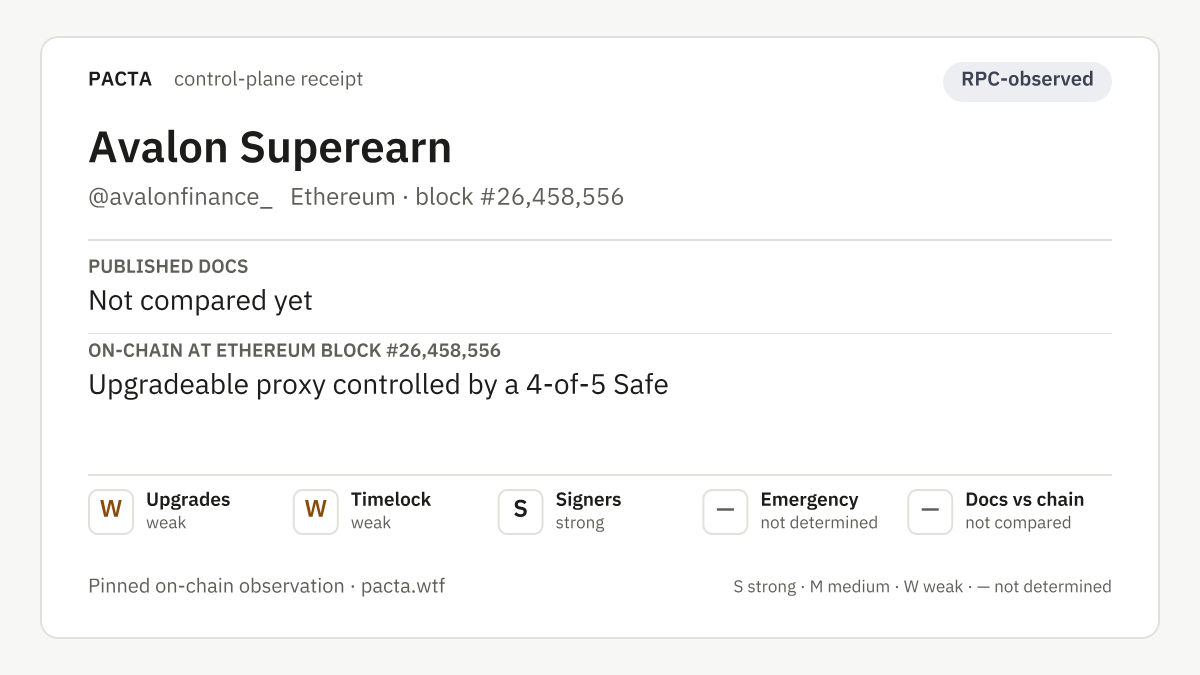 PACTA control-plane receipt RPC-observed
Avalon Superearn
@avalonfinance_ Ethereum · block #26,458,556
PUBLISHED DOCS
Not compared yet
ON-CHAIN AT ETHEREUM BLOCK #26,458,556
Upgradeable proxy controlled by a 4-of-5 Safe
W Upgrades weak
W Timelock weak
S Signers strong
— Emergency not determined
— Docs vs chain not compared
Pinned on-chain observation · pacta.wtf
S strong · M medium · W weak · — not determined